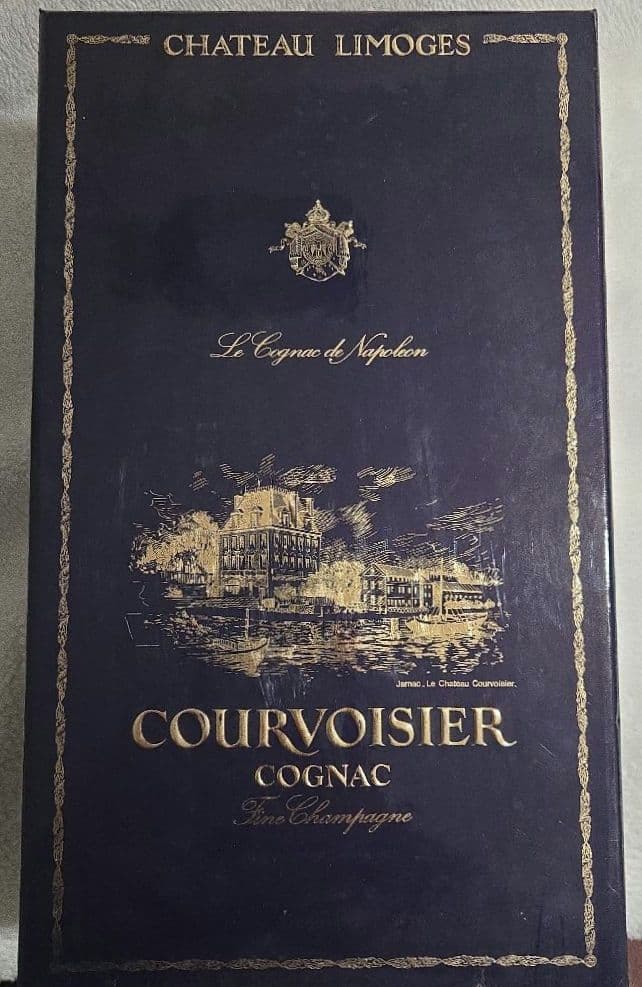 CHATEAU LIMOGES
Le Cognac de Napoleon
Jarnac, Le Chateau Courvoisier.
COURVOISIER
COGNAC
Fine Champagne